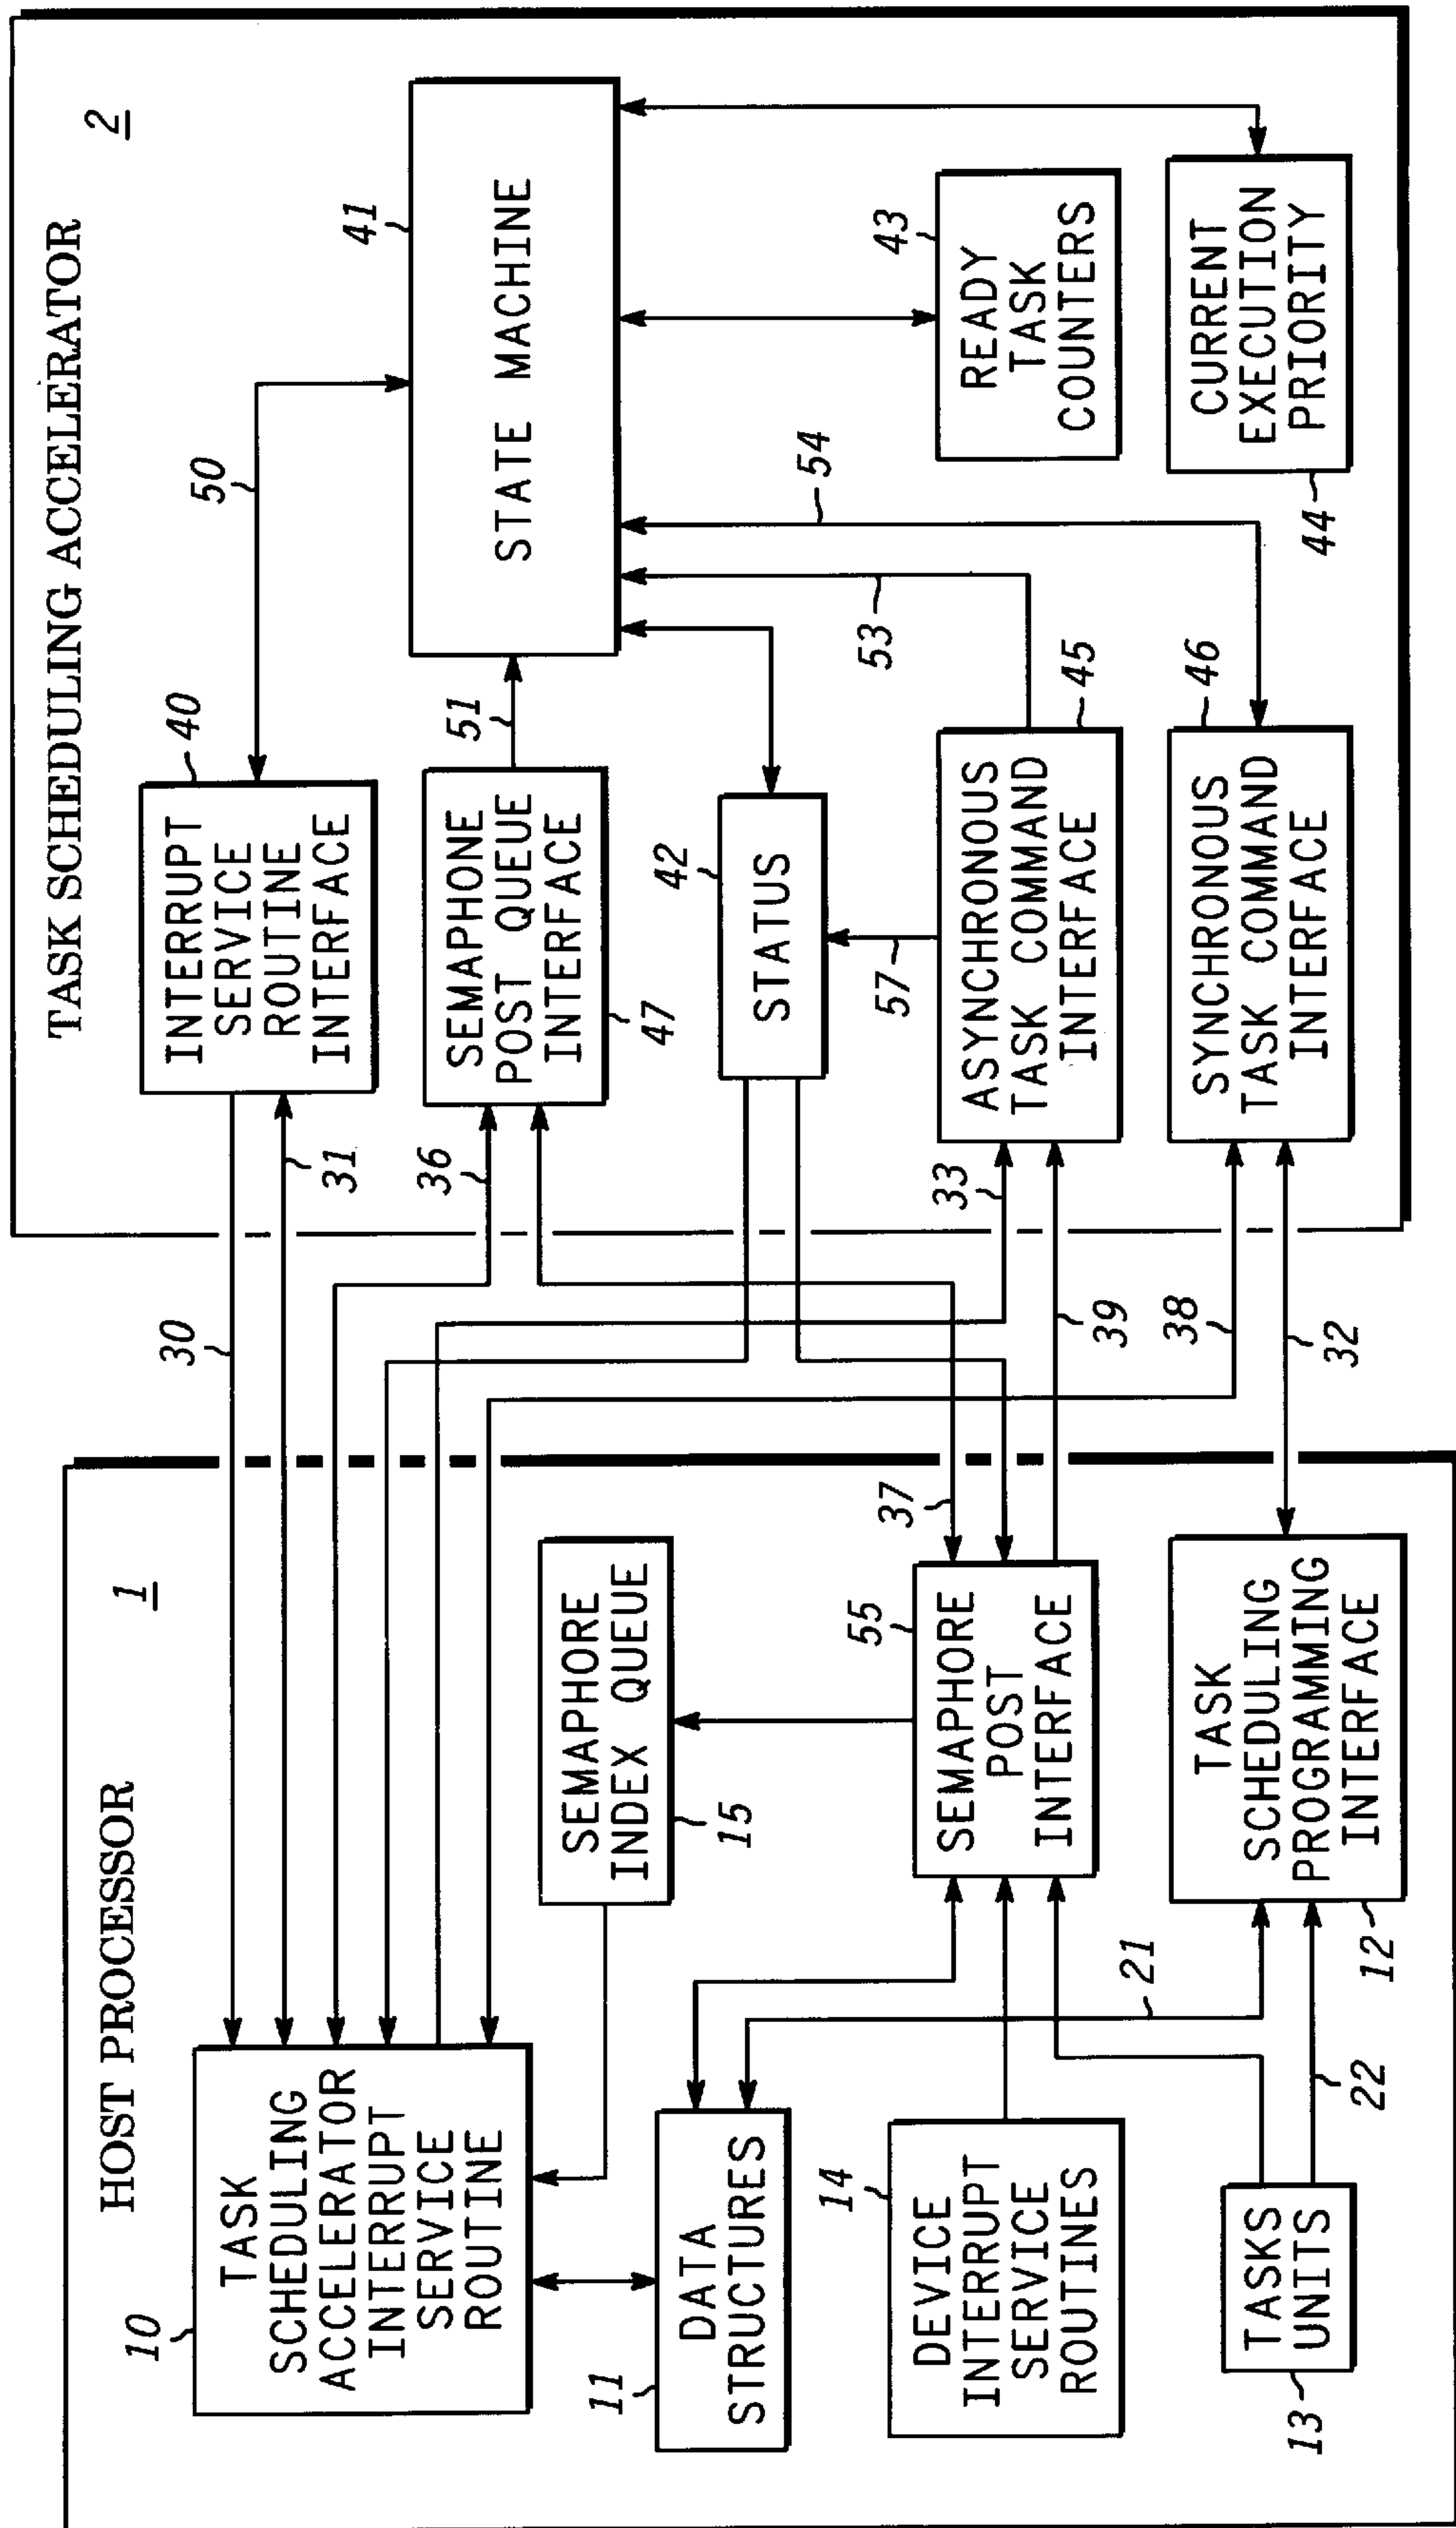 HOST PROCESSOR
1
10
TASK
SCHEDULING
ACCELERATOR
INTERRUPT
SERVICE
ROUTINE
SEMAPHORE
INDEX QUEUE
15
11
DATA
STRUCTURES
14
DEVICE
INTERRUPT
SERVICE
ROUTINES
55
SEMAPHORE
POST
INTERFACE
37
21
TASKS
UNITS
13
22
TASK
SCHEDULING
PROGRAMMING
INTERFACE
12
30
31
36
33
39
38
32
TASK SCHEDULING ACCELERATOR
2
INTERRUPT
SERVICE
ROUTINE
INTERFACE
40
50
SEMAPHONE
POST QUEUE
INTERFACE
47
51
41
STATE MACHINE
STATUS
42
57
53
54
ASYNCHRONOUS
TASK COMMAND
INTERFACE
45
SYNCHRONOUS
TASK COMMAND
INTERFACE
46
READY
TASK
COUNTERS
43
CURRENT
EXECUTION
PRIORITY
44